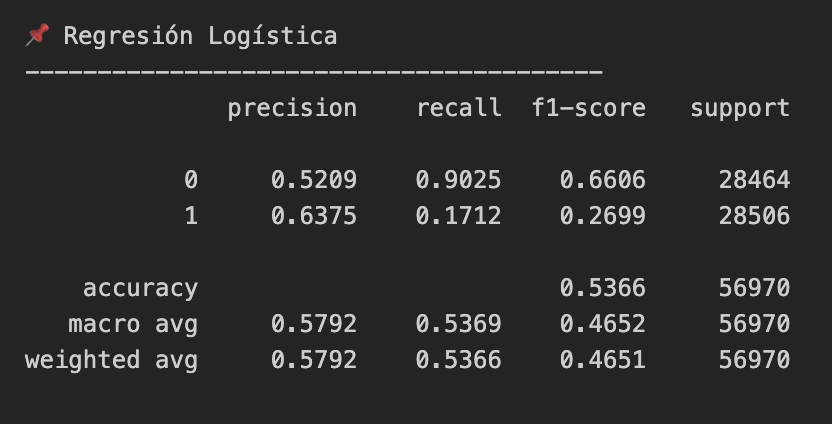 📌 Regresión Logística
----------------------------------------
precision recall f1-score support
0 0.5209 0.9025 0.6606 28464
1 0.6375 0.1712 0.2699 28506
accuracy 0.5366 56970
macro avg 0.5792 0.5369 0.4652 56970
weighted avg 0.5792 0.5366 0.4651 56970